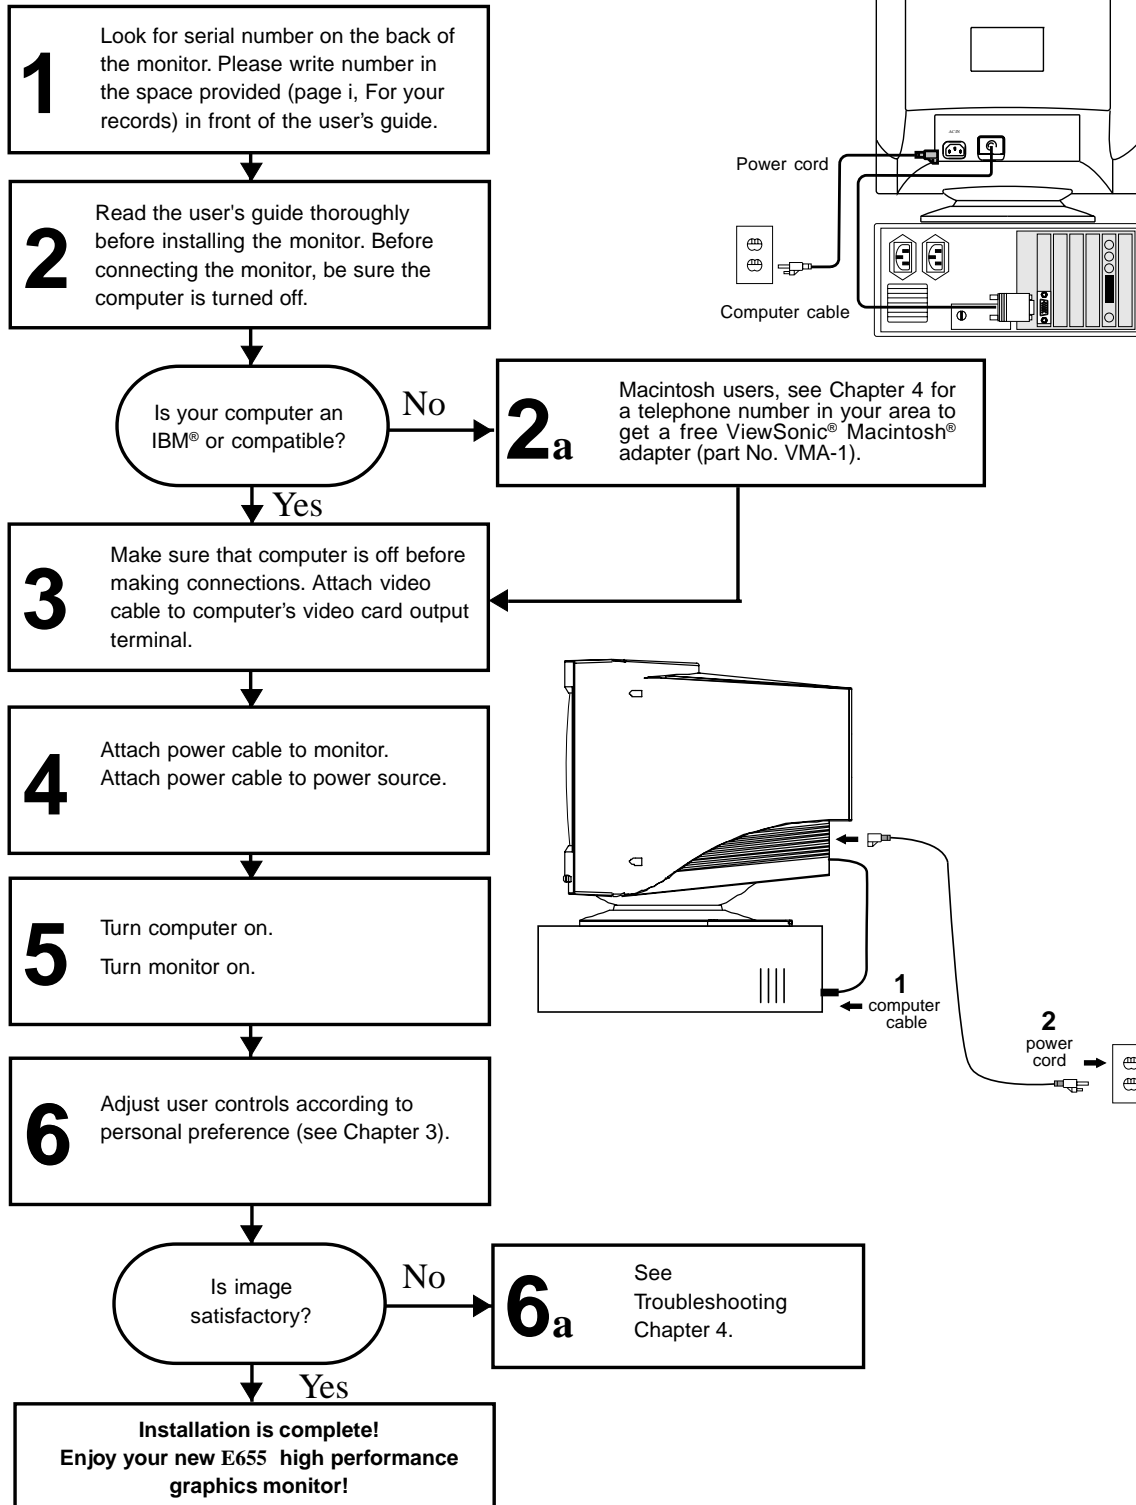 1
Look for serial number on the back of
the monitor. Please write number in
the space provided (page i, For your
records) in front of the user’s guide.
AC IN
Power cord
Computer cable
2
Read the user's guide thoroughly
before installing the monitor. Before
connecting the monitor, be sure the
computer is turned off.
Is your computer an
IBM® or compatible?
No
Yes
2a
Macintosh users, see Chapter 4 for
a telephone number in your area to
get a free ViewSonic® Macintosh®
adapter (part No. VMA-1).
3
Make sure that computer is off before
making connections. Attach video
cable to computer’s video card output
terminal.
4
Attach power cable to monitor.
Attach power cable to power source.
5
Turn computer on.
Turn monitor on.
1
computer
cable
2
power
cord
6
Adjust user controls according to
personal preference (see Chapter 3).
Is image
satisfactory?
No
Yes
6a
See
Troubleshooting
Chapter 4.
Installation is complete!
Enjoy your new E655 high performance
graphics monitor!